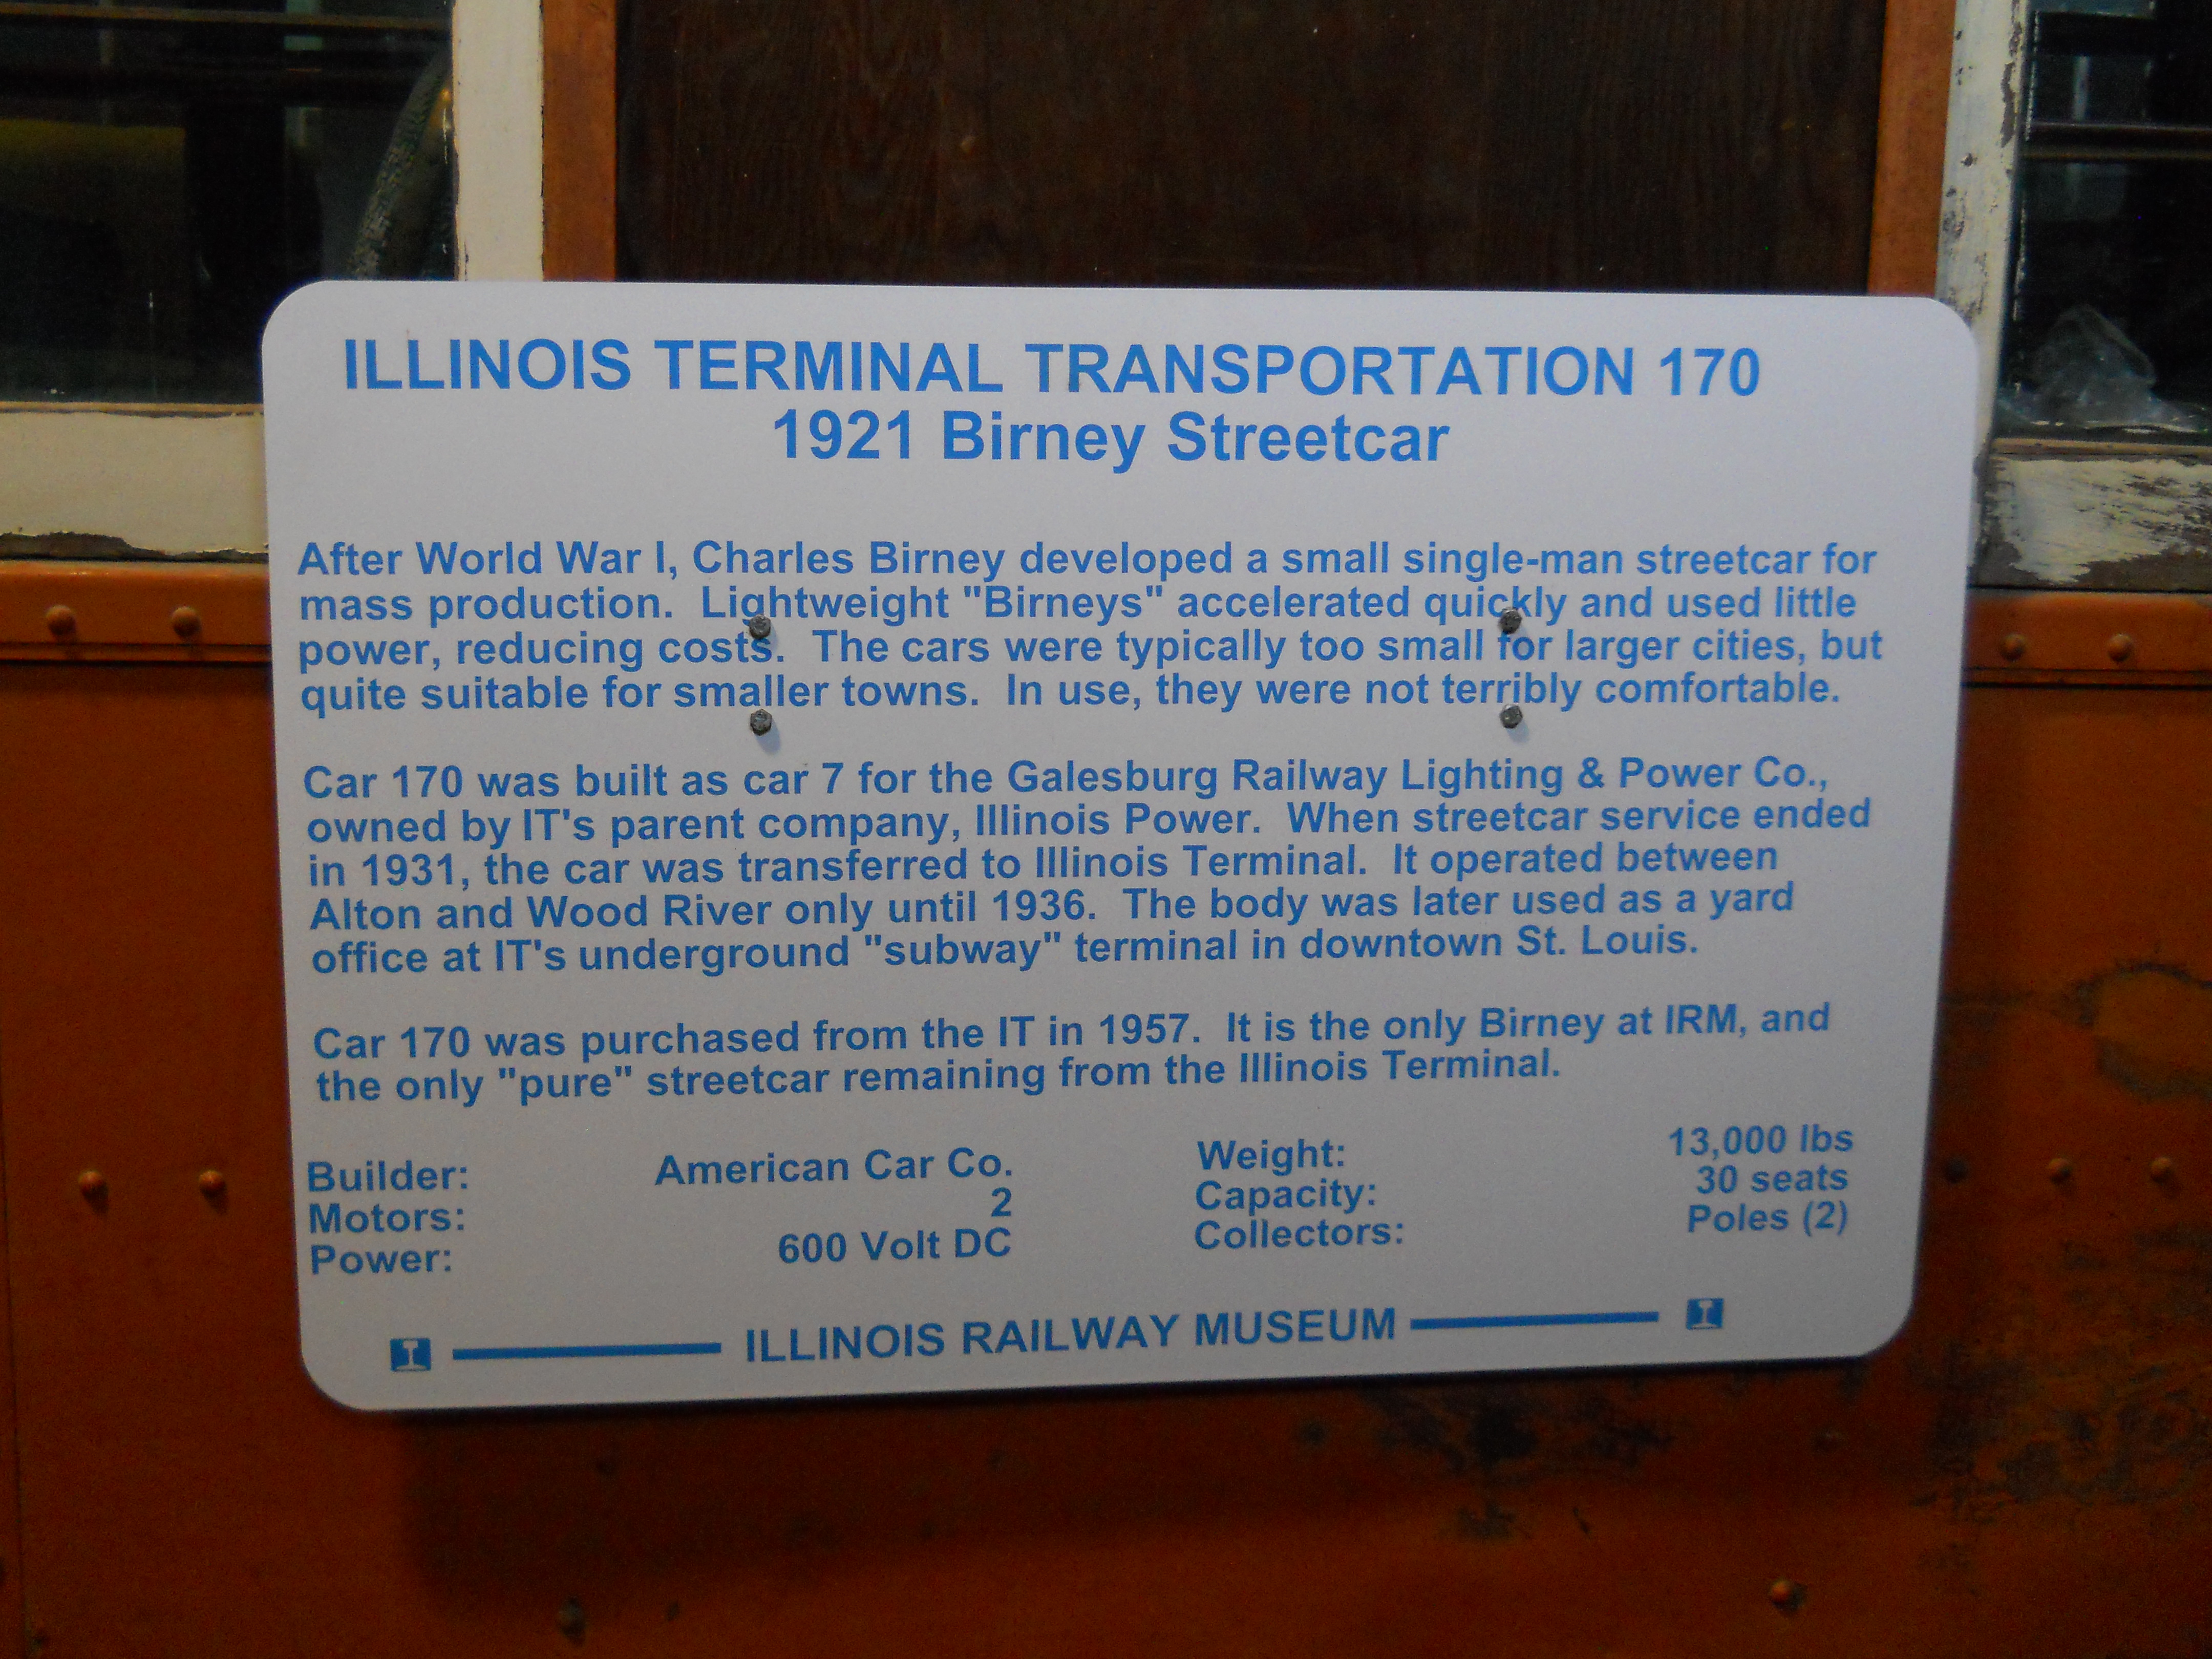 ILLINOIS TERMINAL TRANSPORTATION 170
1921 Birney Streetcar
After World War I, Charles Birney developed a small single-man streetcar for
mass production. Lightweight "Birneys" accelerated quickly and used little
power, reducing costs. The cars were typically too small for larger cities, but
quite suitable for smaller towns. In use, they were not terribly comfortable.
Car 170 was built as car 7 for the Galesburg Railway Lighting & Power Co.,
owned by IT's parent company, Illinois Power. When streetcar service ended
in 1931, the car was transferred to Illinois Terminal. It operated between
Alton and Wood River only until 1936. The body was later used as a yard
office at IT's underground "subway" terminal in downtown St. Louis.
Car 170 was purchased from the IT in 1957. It is the only Birney at IRM, and
the only "pure" streetcar remaining from the Illinois Terminal.
Builder: American Car Co. Weight: 13,000 lbs
Motors: 2 Capacity: 30 seats
Power: 600 Volt DC Collectors: Poles (2)
I ILLINOIS RAILWAY MUSEUM I